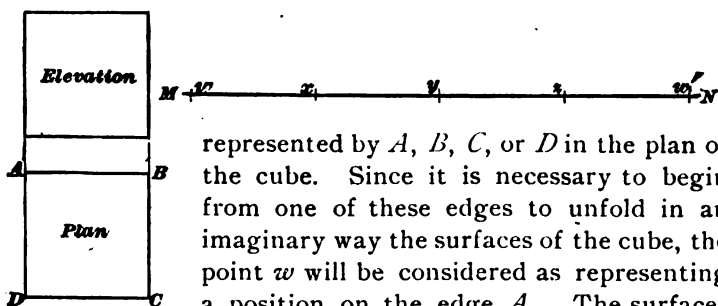 Elevation
M w x y z w' N
A B
Plan
D C
represented by A, B, C, or D in the plan o
the cube. Since it is necessary to begin
from one of these edges to unfold in an
imaginary way the surfaces of the cube, the
point w will be considered as representing
a position on the edge A. The surface